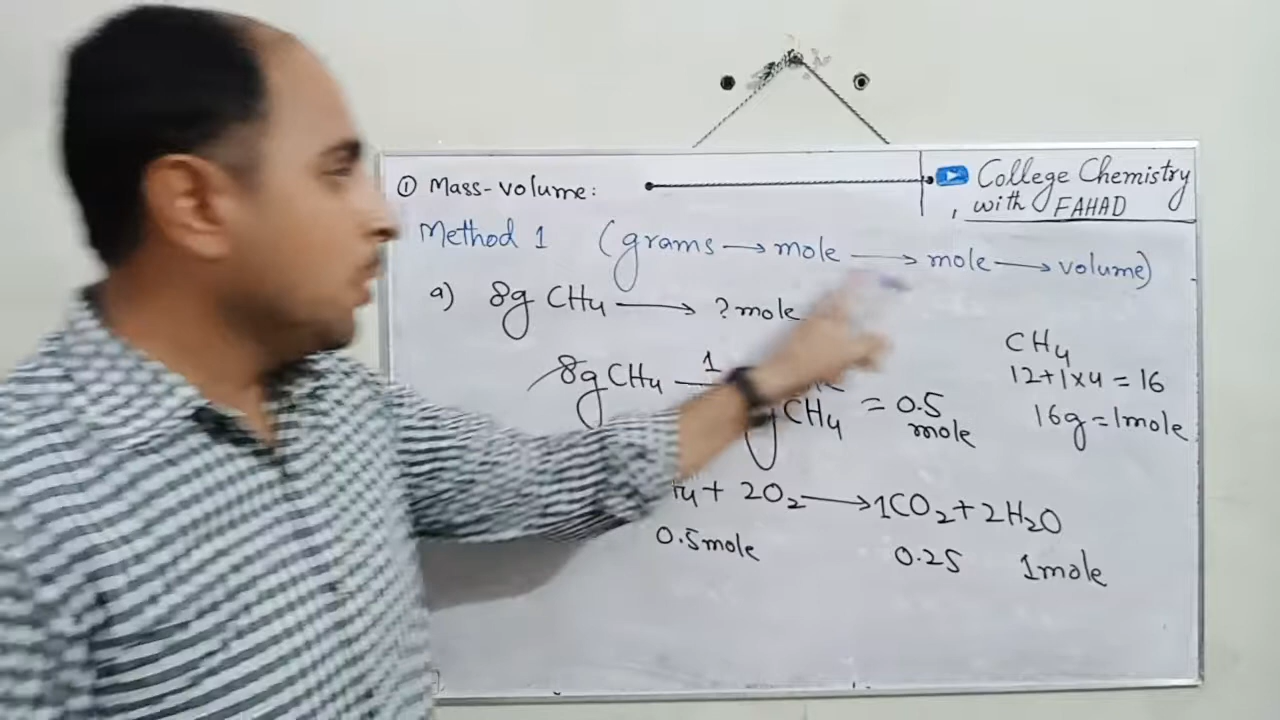 ① Mass-volume:
College Chemistry
with FAHAD
Method 1 (grams → mole → mole → volume)
a) 8g CH4 → ? mole
8g CH4 1
CH4 = 0.5
mole
CH4
12+1×4 = 16
16g = 1mole
+ 2O2 → 1CO2 + 2H2O
0.5mole 0.25 1mole